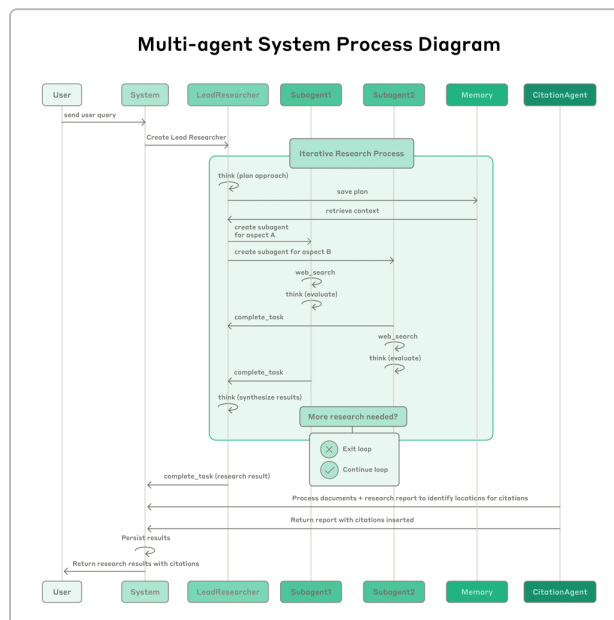 Multi-agent System Process Diagram
User System LeadResearcher Subagent1 Subagent2 Memory CitationAgent
send user query
Create Lead Researcher
Iterative Research Process
think (plan approach)
save plan
retrieve context
create subagent
for aspect A
create subagent for aspect B
web_search
think (evaluate)
complete_task
web_search
think (evaluate)
complete_task
think (synthesize results)
More research needed?
Exit loop
Continue loop
complete_task (research result)
Process documents + research report to identify locations for citations
Return report with citations inserted
Persist results
Return research results with citations
User System LeadResearcher Subagent1 Subagent2 Memory CitationAgent